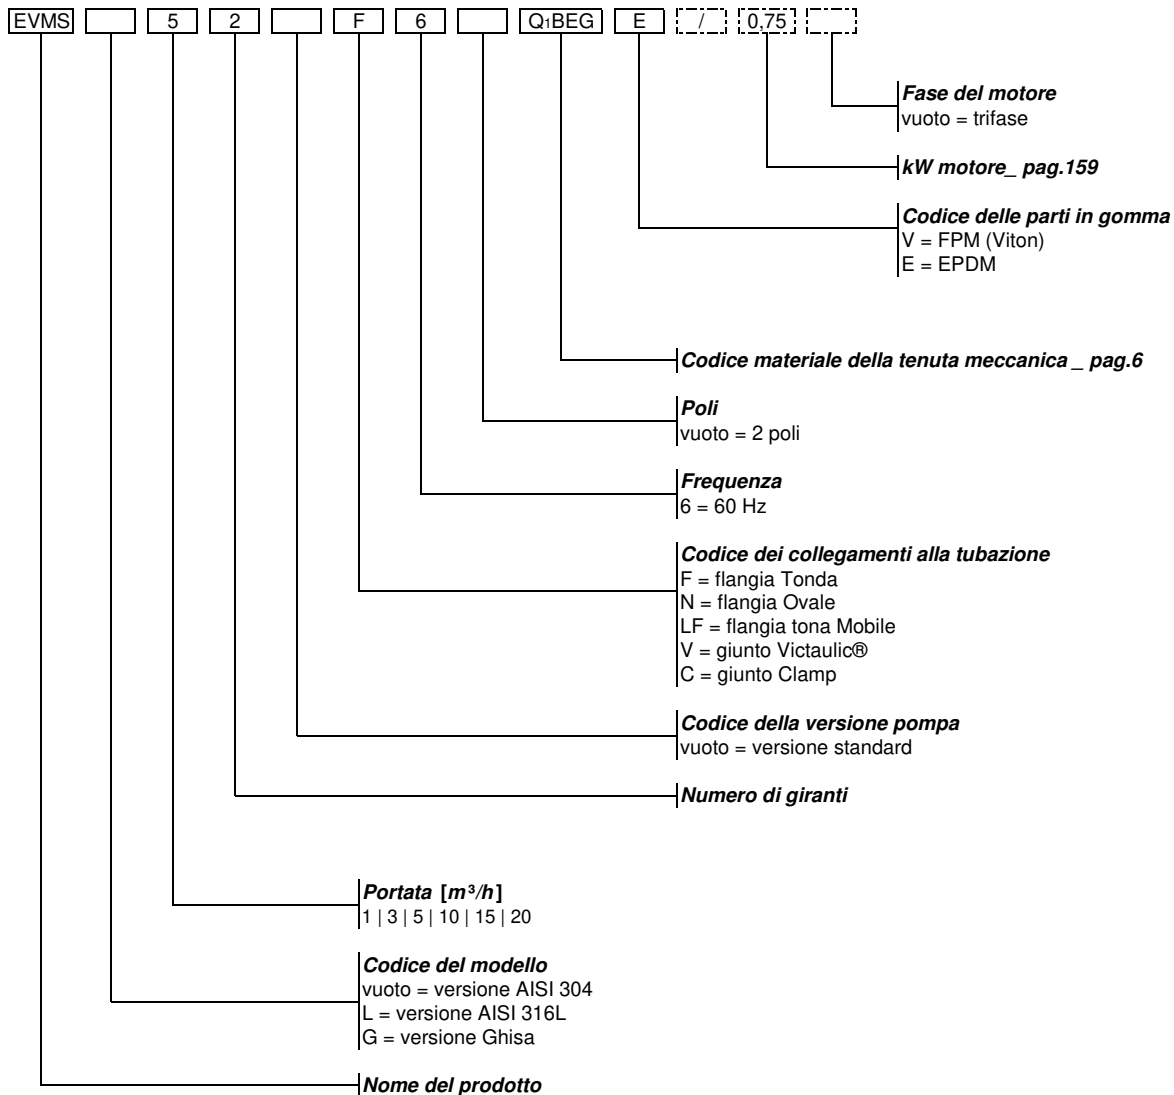 EVMS 5 2 F 6 Q1BEG E / 0,75
Fase del motore
vuoto = trifase
kW motore_ pag.159
Codice delle parti in gomma
V = FPM (Viton)
E = EPDM
Codice materiale della tenuta meccanica _ pag.6
Poli
vuoto = 2 poli
Frequenza
6 = 60 Hz
Codice dei collegamenti alla tubazione
F = flangia Tonda
N = flangia Ovale
LF = flangia tona Mobile
V = giunto Victaulic®
C = giunto Clamp
Codice della versione pompa
vuoto = versione standard
Numero di giranti
Portata [m³/h]
1 | 3 | 5 | 10 | 15 | 20
Codice del modello
vuoto = versione AISI 304
L = versione AISI 316L
G = versione Ghisa
Nome del prodotto